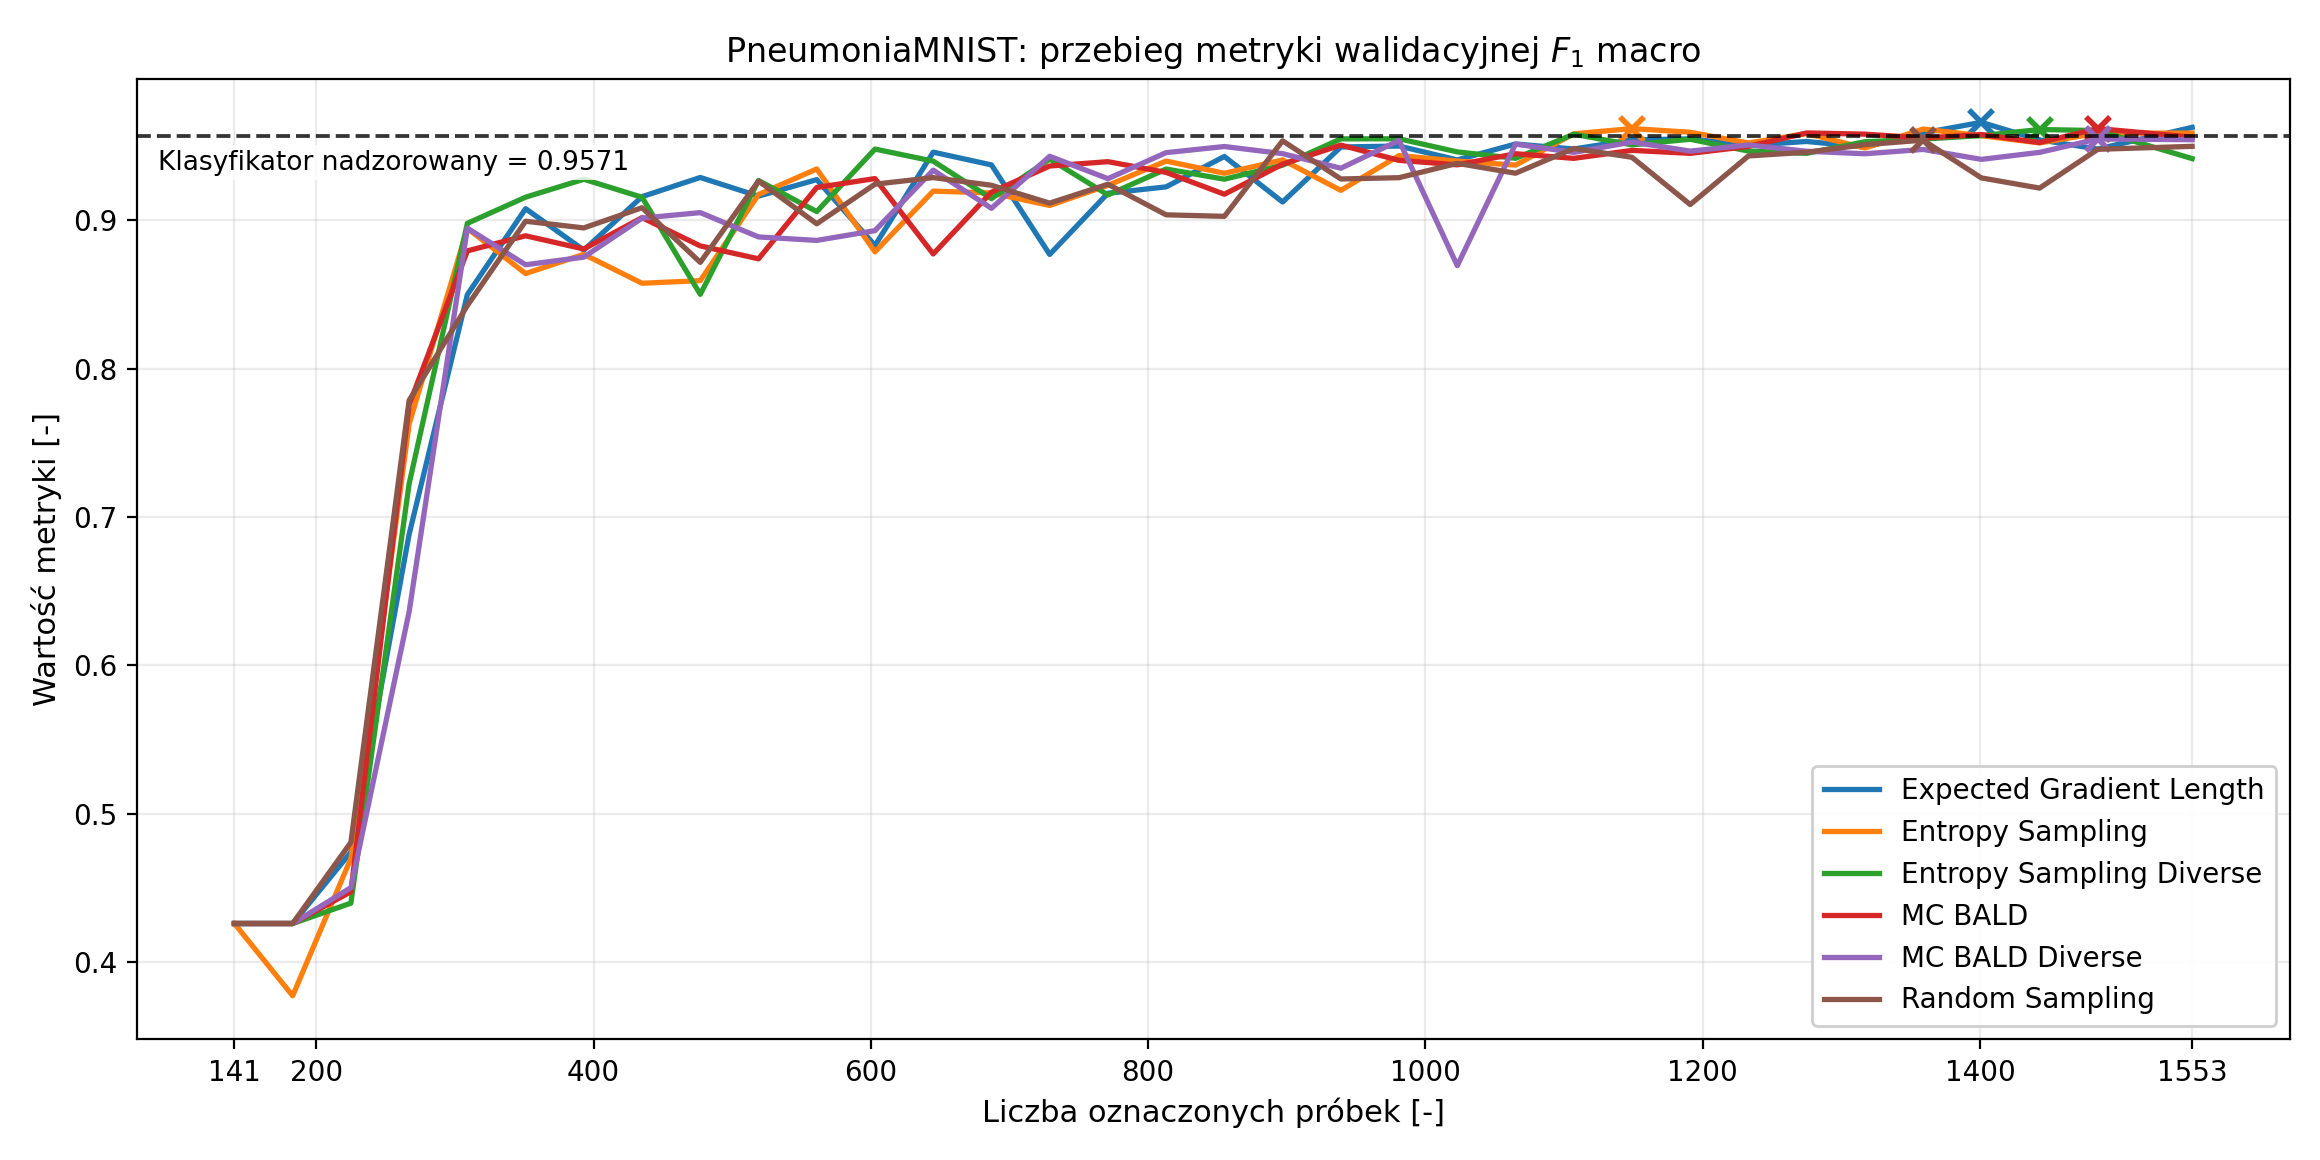 PneumoniaMNIST: przebieg metryki walidacyjnej F₁ macro
Klasyfikator nadzorowany = 0.9571
Wartość metryki [-]
0.9
0.8
0.7
0.6
0.5
0.4
Expected Gradient Length
Entropy Sampling
Entropy Sampling Diverse
MC BALD
MC BALD Diverse
Random Sampling
141 200 400 600 800 1000 1200 1400 1553
Liczba oznaczonych próbek [-]